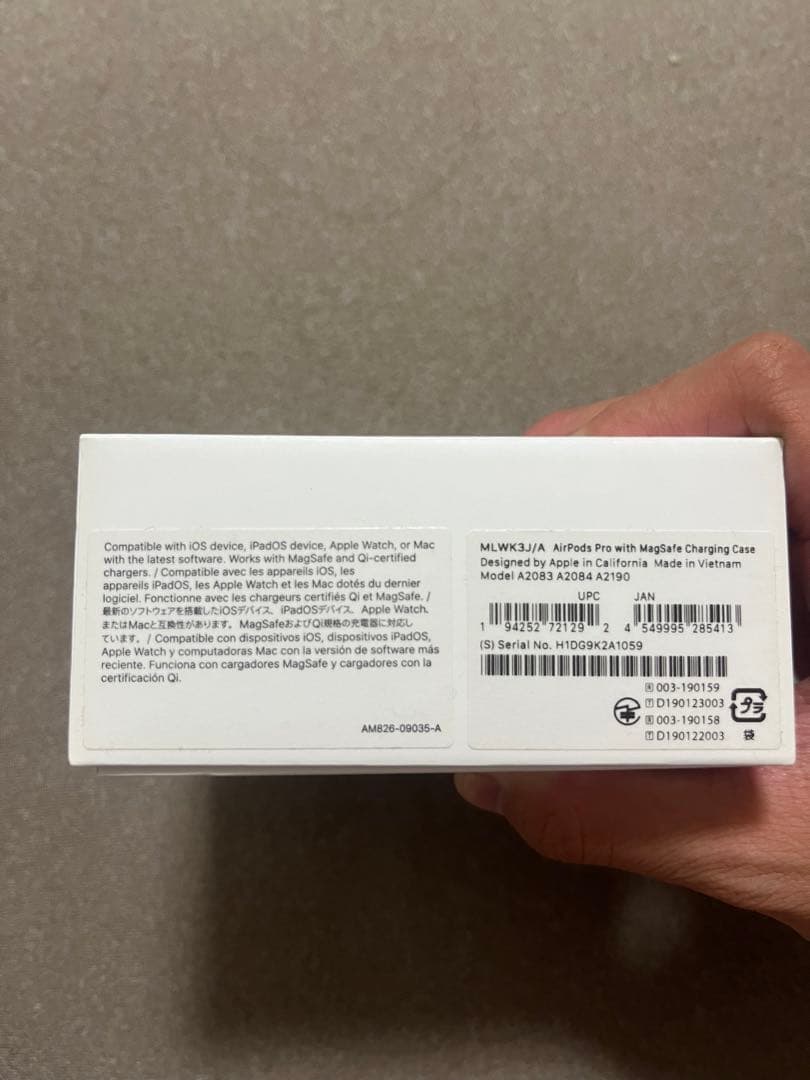 Compatible with iOS device, iPadOS device, Apple Watch, or Mac
with the latest software. Works with MagSafe and Qi-certified
chargers. / Compatible avec les appareils iOS, les
appareils iPadOS, les Apple Watch et les Mac dotés du dernier
logiciel. Fonctionne avec les chargeurs certifiés Qi et MagSafe. /
最新のソフトウェアを搭載したiOSデバイス、iPadOSデバイス、Apple Watch、
またはMacと互換性があります。MagSafeおよびQi規格の充電器に対応し
ています。/ Compatible con dispositivos iOS, dispositivos iPadOS,
Apple Watch y computadoras Mac con la versión de software más
reciente. Funciona con cargadores MagSafe y cargadores con la
certificación Qi.
AM826-09035-A
MLWK3J/A AirPods Pro with MagSafe Charging Case
Designed by Apple in California Made in Vietnam
Model A2083 A2084 A2190
UPC JAN
1 94252 72129 2 4 549995 285413
(S) Serial No. H1DG9K2A1059
R 003-190159
T D190123003
R 003-190158
T D190122003
プラ
袋